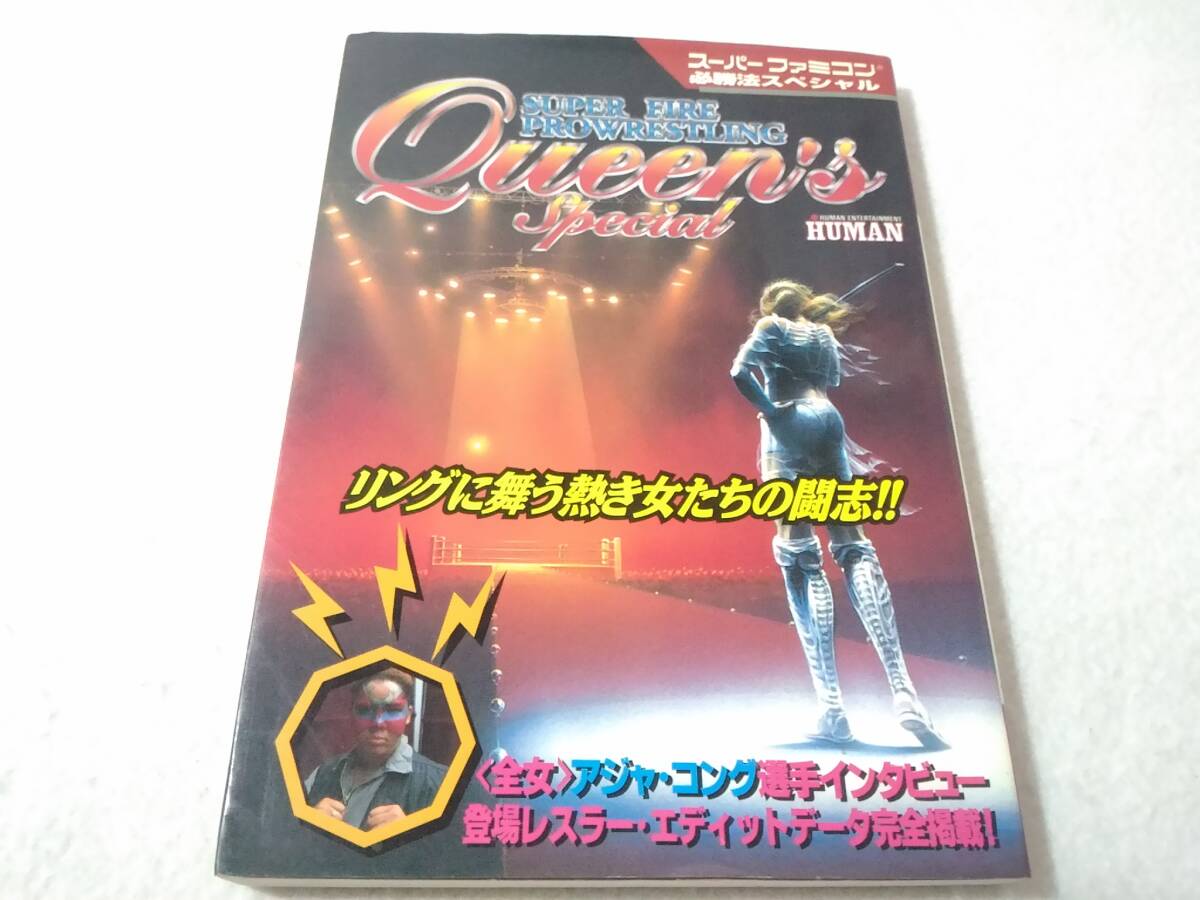 スーパーファミコン®
必勝法スペシャル
SUPER FIRE
PROWRESTLING
Queen's
Special
HUMAN ENTERTAINMENT
HUMAN
リングに舞う熱き女たちの闘志!!
〈全女〉アジャ・コング選手インタビュー
登場レスラー・エディットデータ完全掲載!